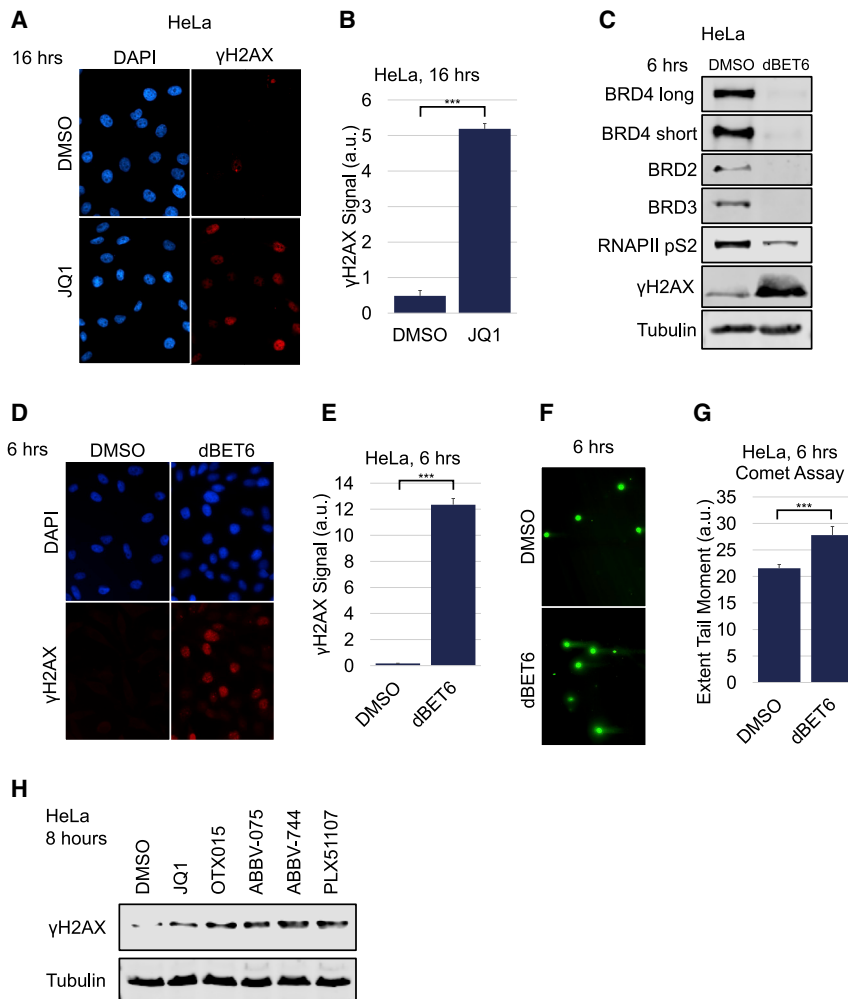 A
HeLa
16 hrs
DAPI
γH2AX
DMSO
JQ1
B
HeLa, 16 hrs
γH2AX Signal (a.u.)
6
5
4
3
2
1
0
***
DMSO
JQ1
C
HeLa
6 hrs
DMSO
dBET6
BRD4 long
BRD4 short
BRD2
BRD3
RNAPII pS2
γH2AX
Tubulin
D
6 hrs
DMSO
dBET6
DAPI
γH2AX
E
HeLa, 6 hrs
γH2AX Signal (a.u.)
14
12
10
8
6
4
2
0
***
DMSO
dBET6
F
6 hrs
DMSO
dBET6
G
HeLa, 6 hrs
Comet Assay
Extent Tail Moment (a.u.)
35
30
25
20
15
10
5
0
***
DMSO
dBET6
H
HeLa
8 hours
DMSO
JQ1
OTX015
ABBV-075
ABBV-744
PLX51107
γH2AX
Tubulin